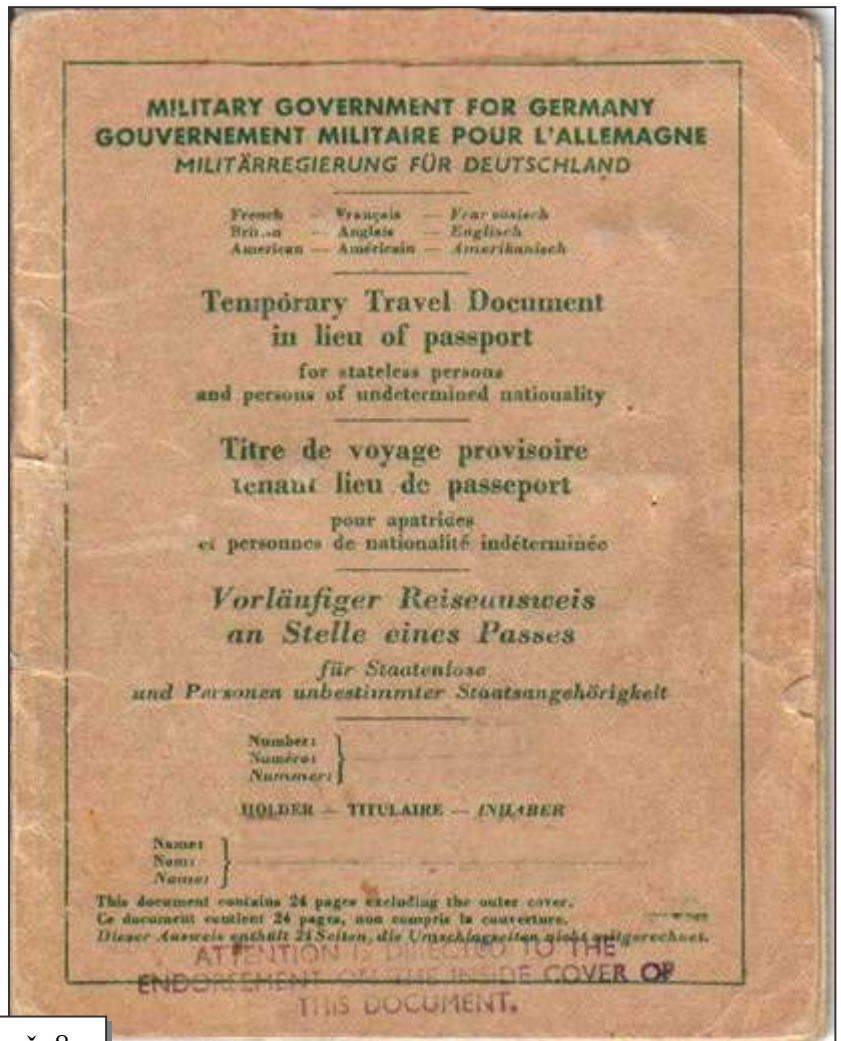 MILITARY GOVERNMENT FOR GERMANY
GOUVERNEMENT MILITAIRE POUR L'ALLEMAGNE
MILITÄRREGIERUNG FÜR DEUTSCHLAND
French — Français — Französisch
— Anglais — Englisch
American — Américain — Amerikanisch
Temporary Travel Document
in lieu of passport
for stateless persons
and persons of undetermined nationality
Titre de voyage provisoire
tenant lieu de passeport
pour apatrides
et personnes de nationalité indéterminée
Vorläufiger Reiseausweis
an Stelle eines Passes
für Staatenlose
und Personen unbestimmter Staatsangehörigkeit
Number:
Numéro:
Nummer:
HOLDER — TITULAIRE — INHABER
Name:
Nom:
Name:
This document contains 24 pages excluding the outer cover.
Ce document contient 24 pages, non compris la couverture.
Dieser Ausweis enthält 24 Seiten, die Umschlagseiten nicht mitgerechnet.
ATTENTION IS DIRECTED TO THE
ENDORSEMENT ON THE INSIDE COVER OF
THIS DOCUMENT.